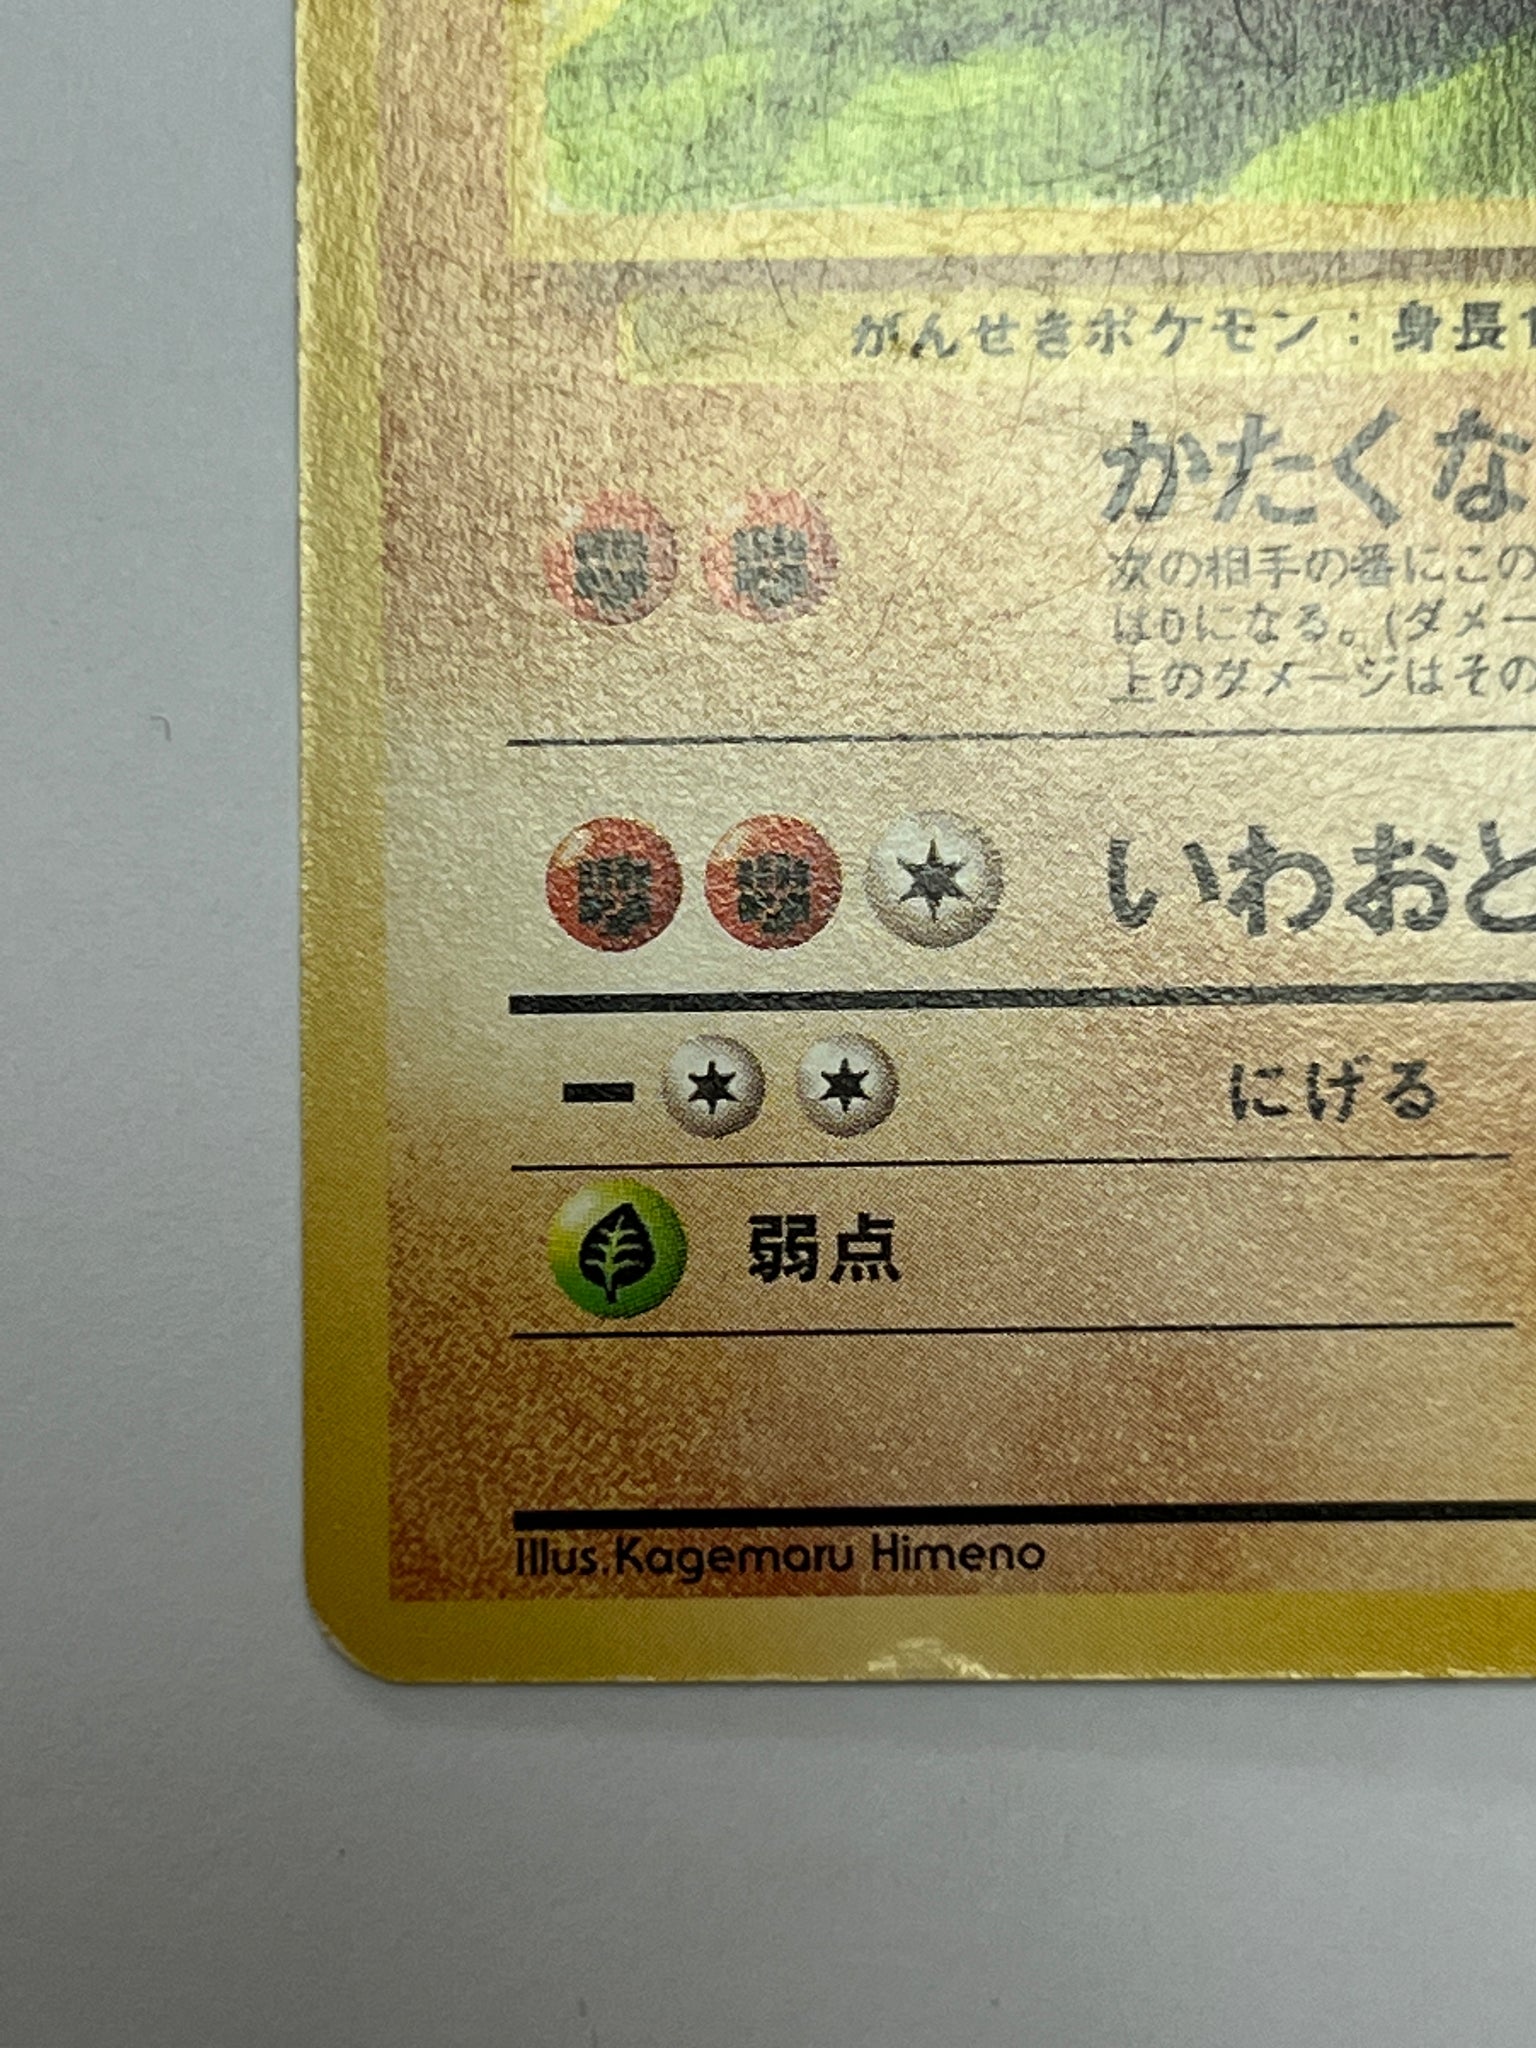 がんせきポケモン：身長1
かたくな
次の相手の番にこの
は0になる。(ダメー
上のダメージはその
いわおと
にげる
弱点
Illus.Kagemaru Himeno